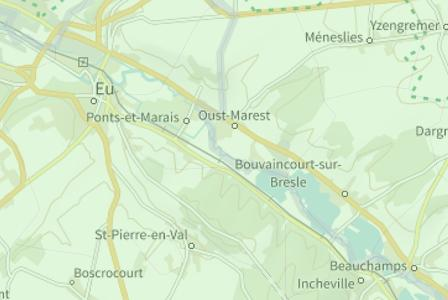 Yzengremer
Méneslies
Eu
Ponts-et-Marais
Oust-Marest
Dargn
Bouvaincourt-sur-
Bresle
St-Pierre-en-Val
Beauchamps
Boscrocourt
Incheville
nt